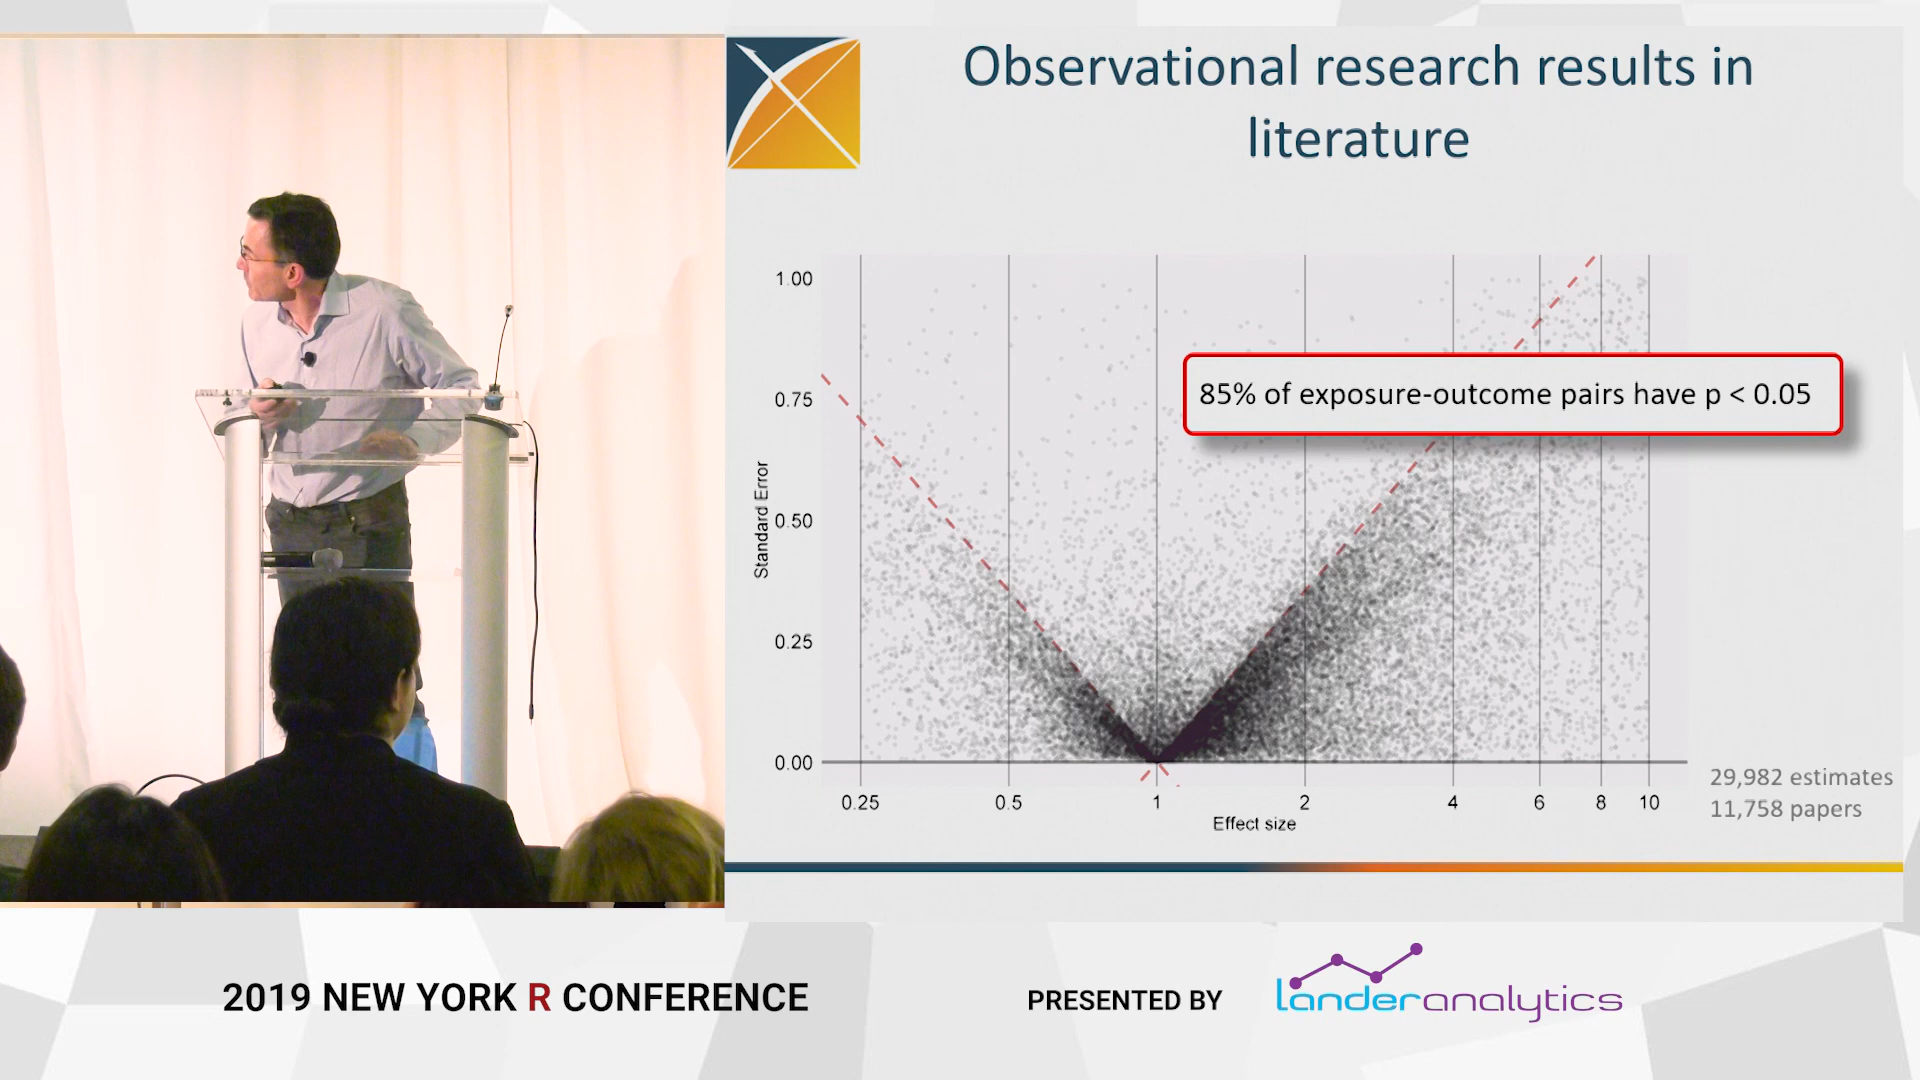 Observational research results in
literature
1.00
0.75
0.50
0.25
0.00
Standard Error
85% of exposure-outcome pairs have p < 0.05
0.25 0.5 1 2 4 6 8 10
Effect size
29,982 estimates
11,758 papers
2019 NEW YORK R CONFERENCE
PRESENTED BY
landeranalytics